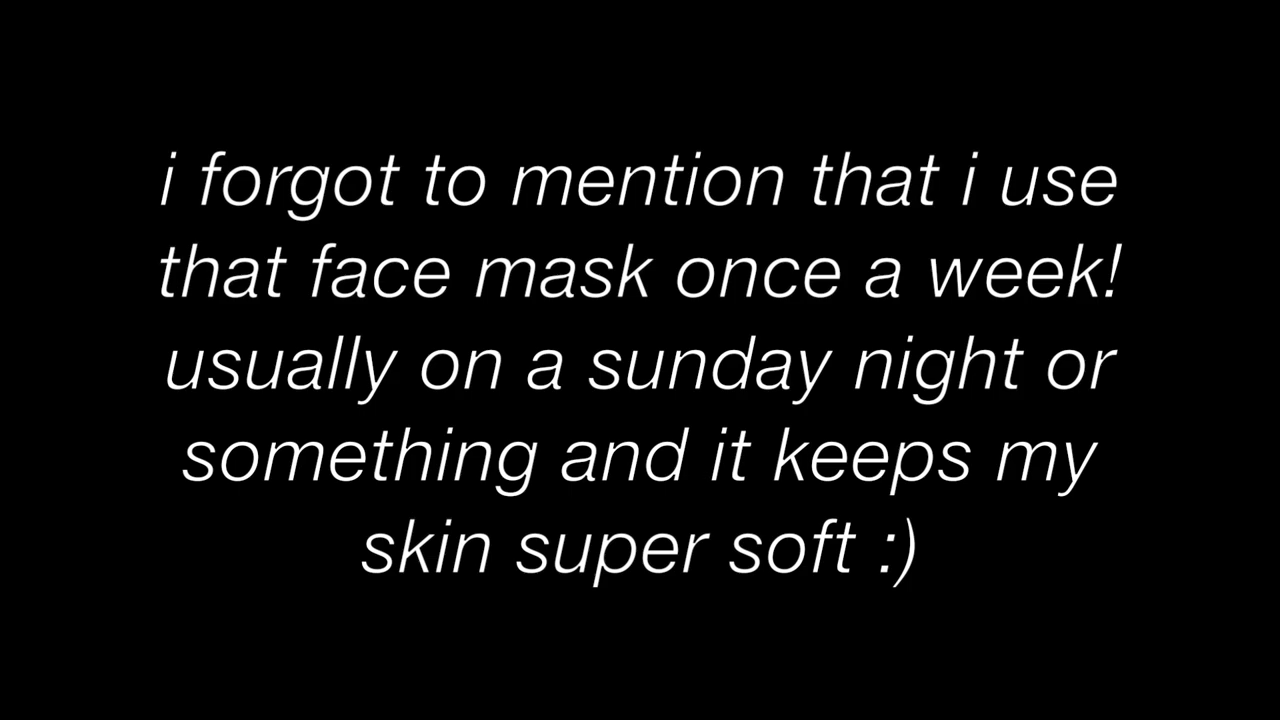 i forgot to mention that i use
that face mask once a week!
usually on a sunday night or
something and it keeps my
skin super soft :)